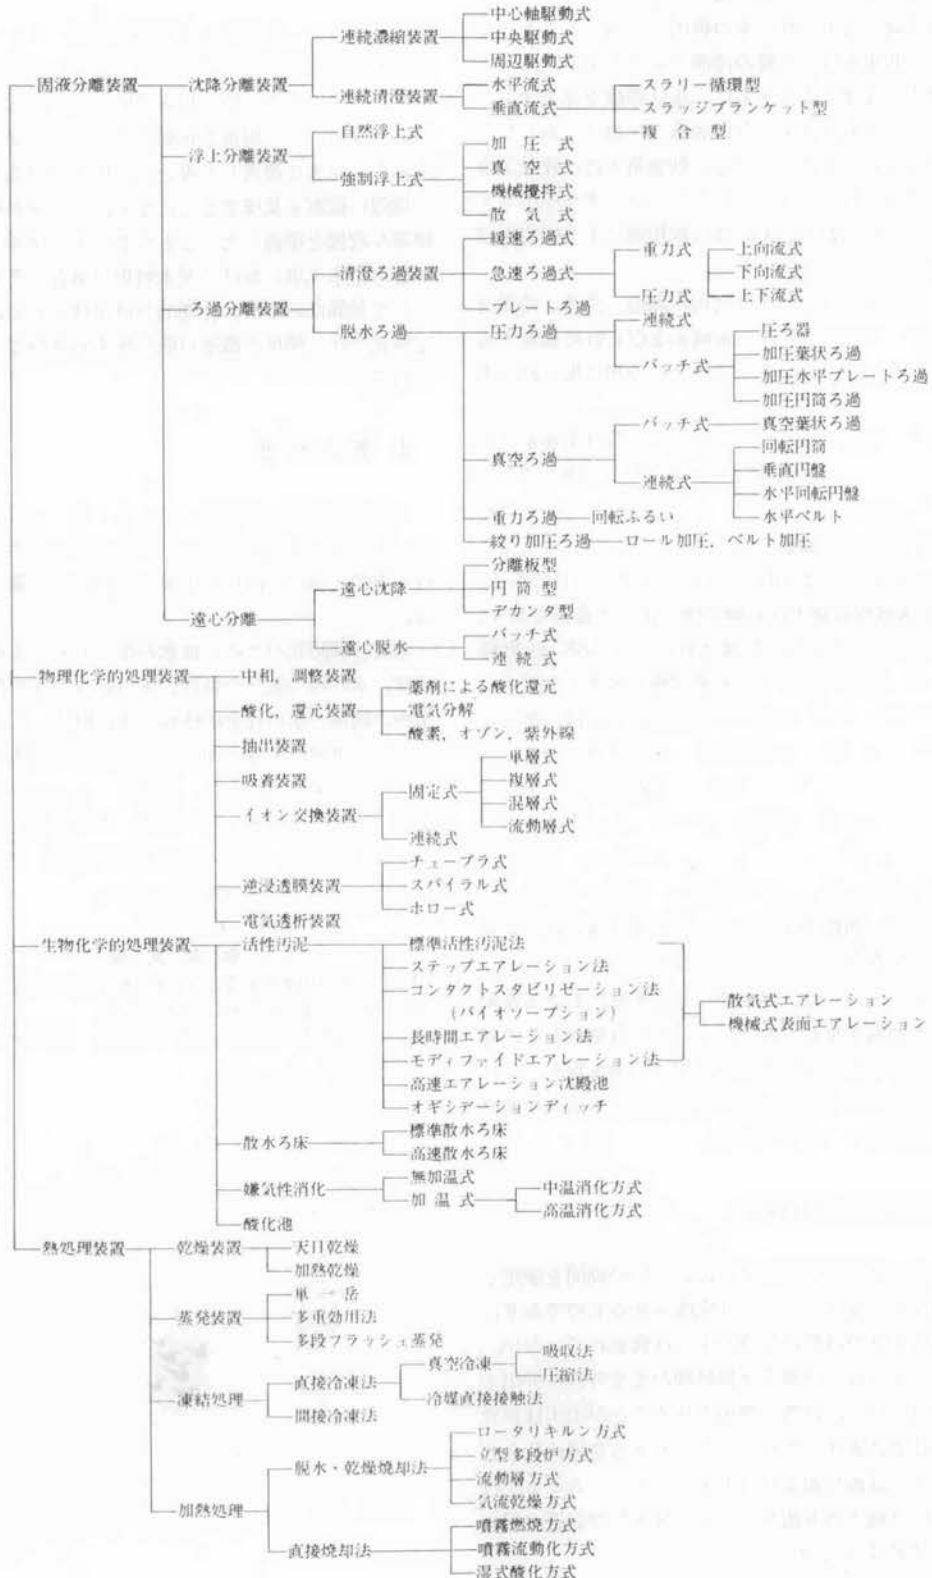 固液分離装置
沈降分離装置
連続濃縮装置
中心軸駆動式
中央駆動式
周辺駆動式
連続清澄装置
水平流式
垂直流式
スラリー循環型
スラッジブランケット型
複合型
浮上分離装置
自然浮上式
強制浮上式
加圧式
真空式
機械攪拌式
散気式
ろ過分離装置
清澄ろ過装置
緩速ろ過式
急速ろ過式
重力式
上向流式
下向流式
上下流式
圧力式
脱水ろ過
プレートろ過
圧力ろ過
連続式
バッチ式
圧ろ器
加圧葉状ろ過
加圧水平プレートろ過
加圧円筒ろ過
真空ろ過
バッチ式
真空葉状ろ過
連続式
回転円筒
垂直円盤
水平回転円盤
水平ベルト
重力ろ過
回転ふるい
絞り加圧ろ過
ロール加圧,ベルト加圧
遠心分離
遠心沈降
分離板型
円筒型
デカンタ型
遠心脱水
バッチ式
連続式
物理化学的処理装置
中和,調整装置
酸化,還元装置
薬剤による酸化還元
電気分解
酸素,オゾン,紫外線
抽出装置
吸着装置
イオン交換装置
固定式
単層式
複層式
混層式
流動層式
連続式
逆浸透膜装置
チューブラ式
スパイラル式
ホロー式
電気透析装置
生物化学的処理装置
活性汚泥
標準活性汚泥法
ステップエアレーション法
コンタクトスタビリゼーション法
(バイオソープション)
長時間エアレーション法
モディファイドエアレーション法
高速エアレーション沈殿池
オギシデーションディッチ
散気式エアレーション
機械式表面エアレーション
散水ろ床
標準散水ろ床
高速散水ろ床
嫌気性消化
無加温式
加温式
中温消化方式
高温消化方式
酸化池
熱処理装置
乾燥装置
天日乾燥
加熱乾燥
蒸発装置
単一缶
多重効用法
多段フラッシュ蒸発
凍結処理
直接冷凍法
真空冷凍
吸収法
圧縮法
冷媒直接接触法
間接冷凍法
加熱処理
脱水・乾燥焼却法
ロータリキルン方式
立型多段炉方式
流動層方式
気流乾燥方式
直接焼却法
噴霧燃焼方式
噴霧流動化方式
湿式酸化方式